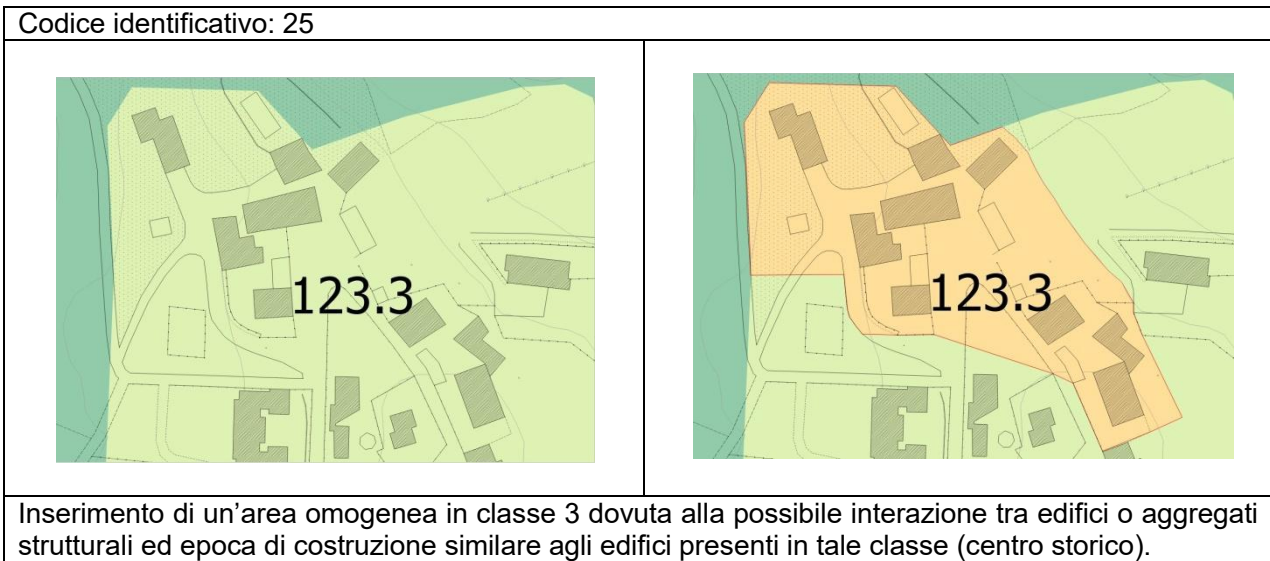 Codice identificativo: 25
123.3
123.3
Inserimento di un’area omogenea in classe 3 dovuta alla possibile interazione tra edifici o aggregati
strutturali ed epoca di costruzione similare agli edifici presenti in tale classe (centro storico).